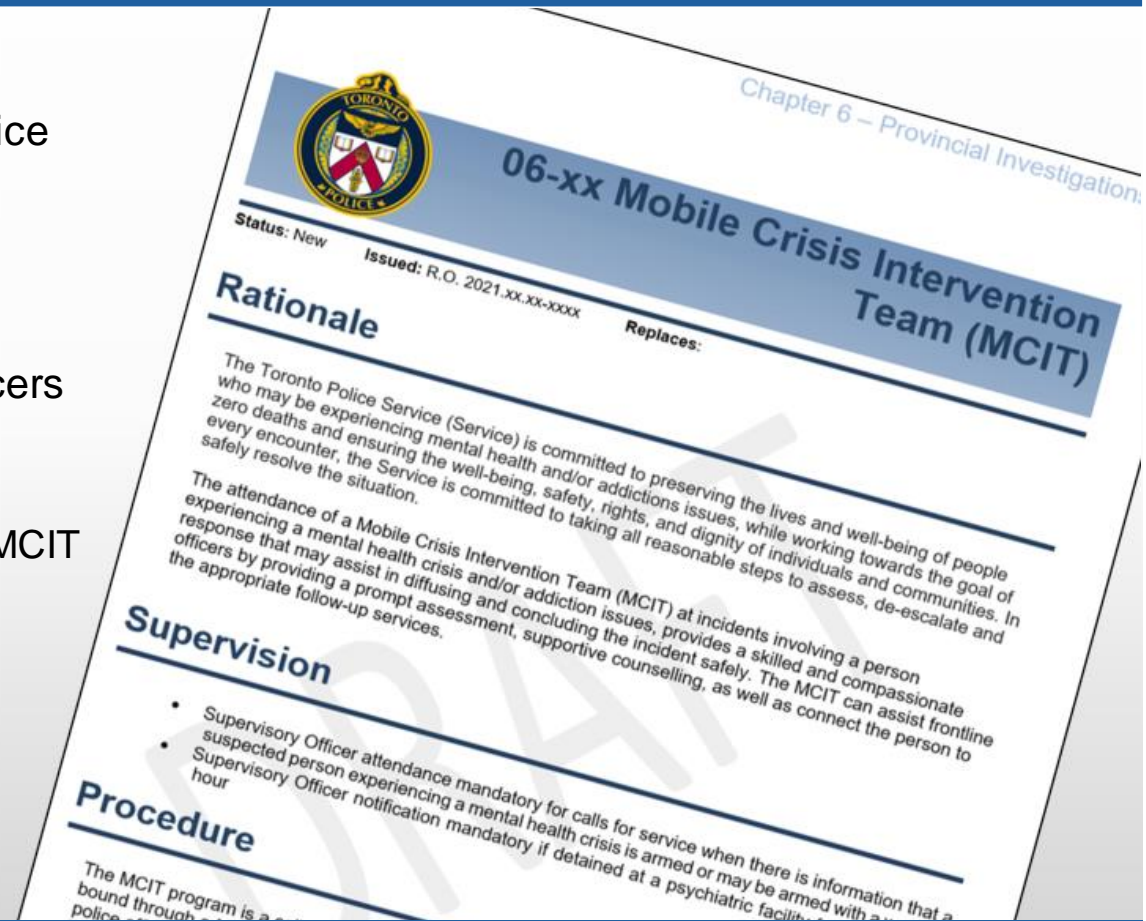 ice
cers
MCIT
Chapter 6 – Provincial Investigations
TORONTO
POLICE
06-xx Mobile Crisis Intervention
Team (MCIT)
Status: New Issued: R.O. 2021.xx.xx-xxxx Replaces:
Rationale
The Toronto Police Service (Service) is committed to preserving the lives and well-being of people
who may be experiencing mental health and/or addictions issues, while working towards the goal of
zero deaths and ensuring the well-being, safety, rights, and dignity of individuals and communities. In
every encounter, the Service is committed to taking all reasonable steps to assess, de-escalate and
safely resolve the situation.
The attendance of a Mobile Crisis Intervention Team (MCIT) at incidents involving a person
experiencing a mental health crisis and/or addiction issues, provides a skilled and compassionate
response that may assist in diffusing and concluding the incident safely. The MCIT can assist frontline
officers by providing a prompt assessment, supportive counselling, as well as connect the person to
the appropriate follow-up services.
DRAFT
Supervision
• Supervisory Officer attendance mandatory for calls for service when there is information that a
suspected person experiencing a mental health crisis is armed or may be armed with a
• Supervisory Officer notification mandatory if detained at a psychiatric facility
hour
Procedure
The MCIT program is a
bound through a
police